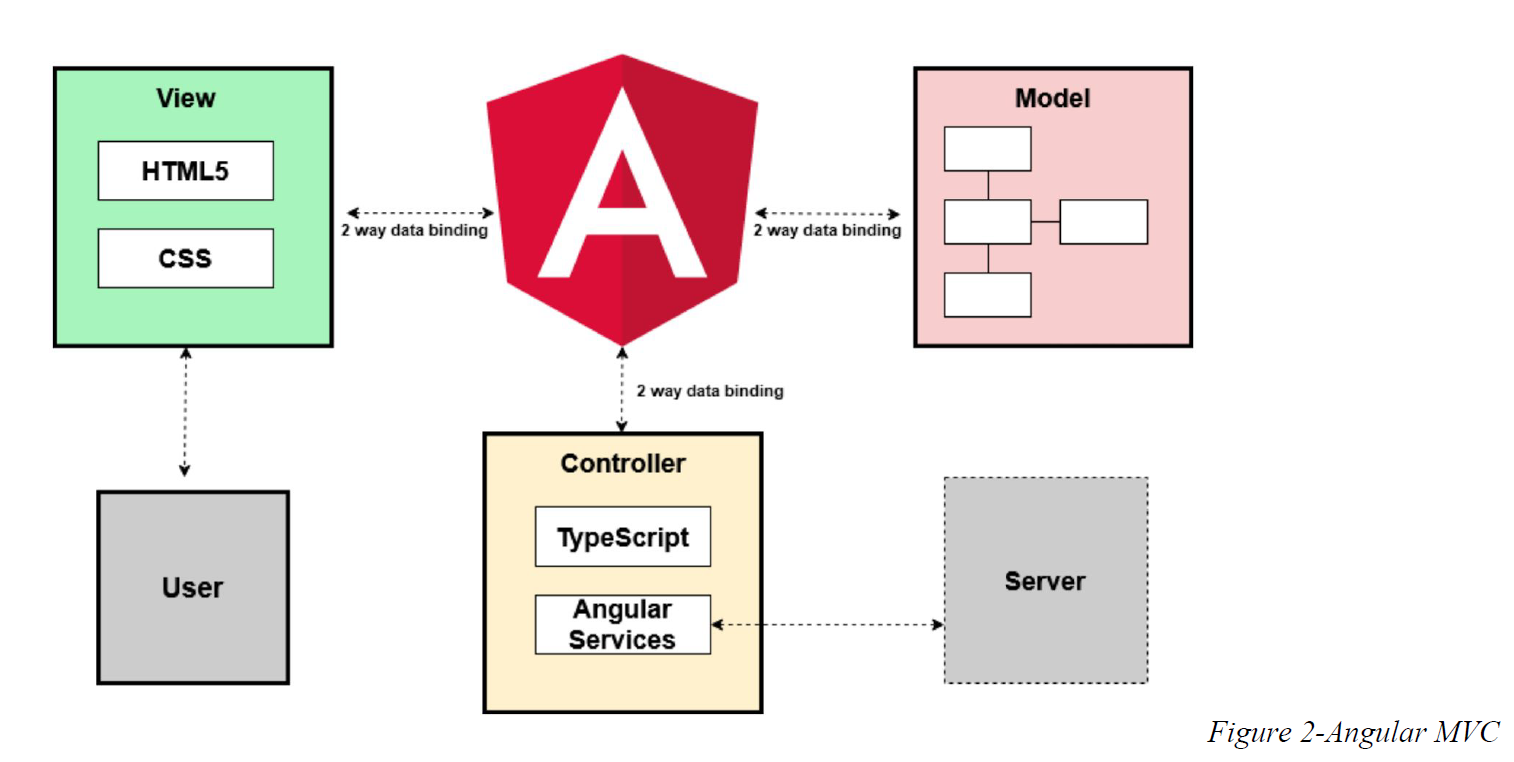 View
HTML5
CSS
2 way data binding
A
2 way data binding
Model
2 way data binding
User
Controller
TypeScript
Angular
Services
Server
Figure 2-Angular MVC